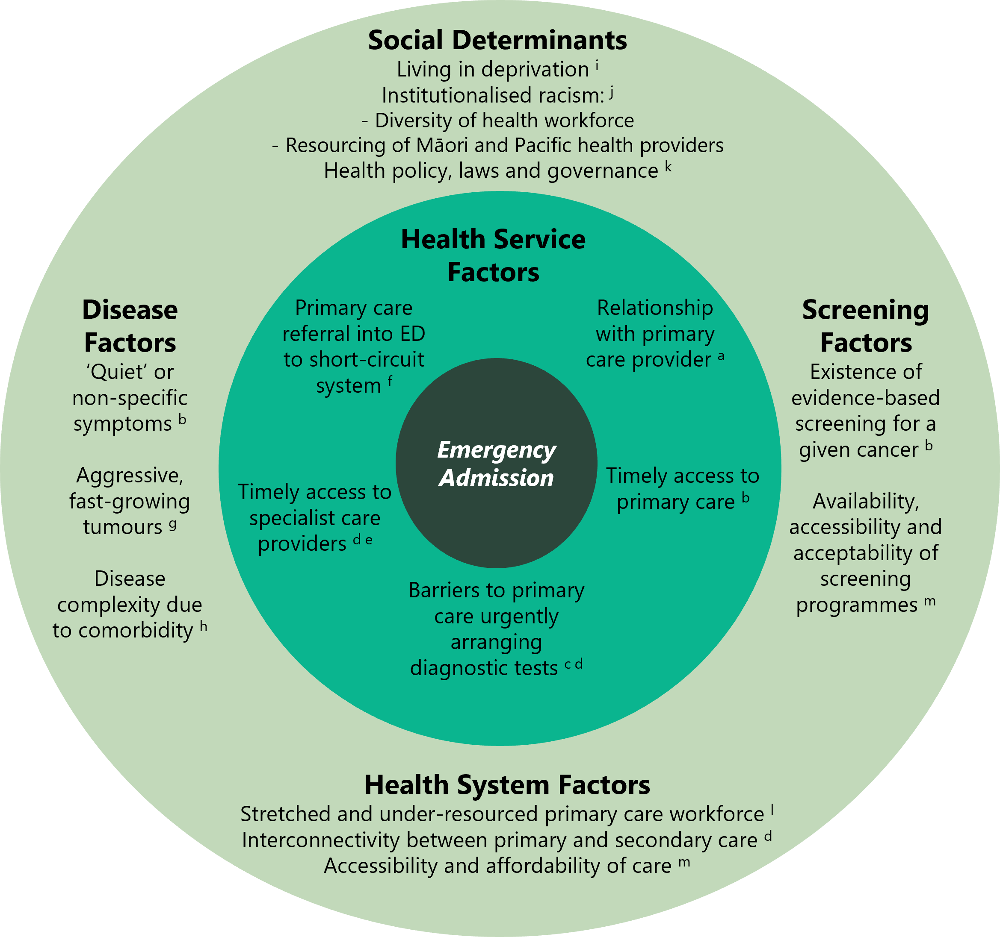 Social Determinants
Living in deprivation i
Institutionalised racism: j
- Diversity of health workforce
- Resourcing of Māori and Pacific health providers
Health policy, laws and governance k
Health Service
Factors
Primary care
referral into ED
to short-circuit
system f
Relationship
with primary
care provider a
Timely access to
specialist care
providers d e
Timely access to
primary care b
Barriers to primary
care urgently
arranging
diagnostic tests c d
Emergency
Admission
Disease
Factors
‘Quiet’ or
non-specific
symptoms b
Aggressive,
fast-growing
tumours g
Disease
complexity due
to comorbidity h
Screening
Factors
Existence of
evidence-based
screening for a
given cancer b
Availability,
accessibility and
acceptability of
screening
programmes m
Health System Factors
Stretched and under-resourced primary care workforce l
Interconnectivity between primary and secondary care d
Accessibility and affordability of care m